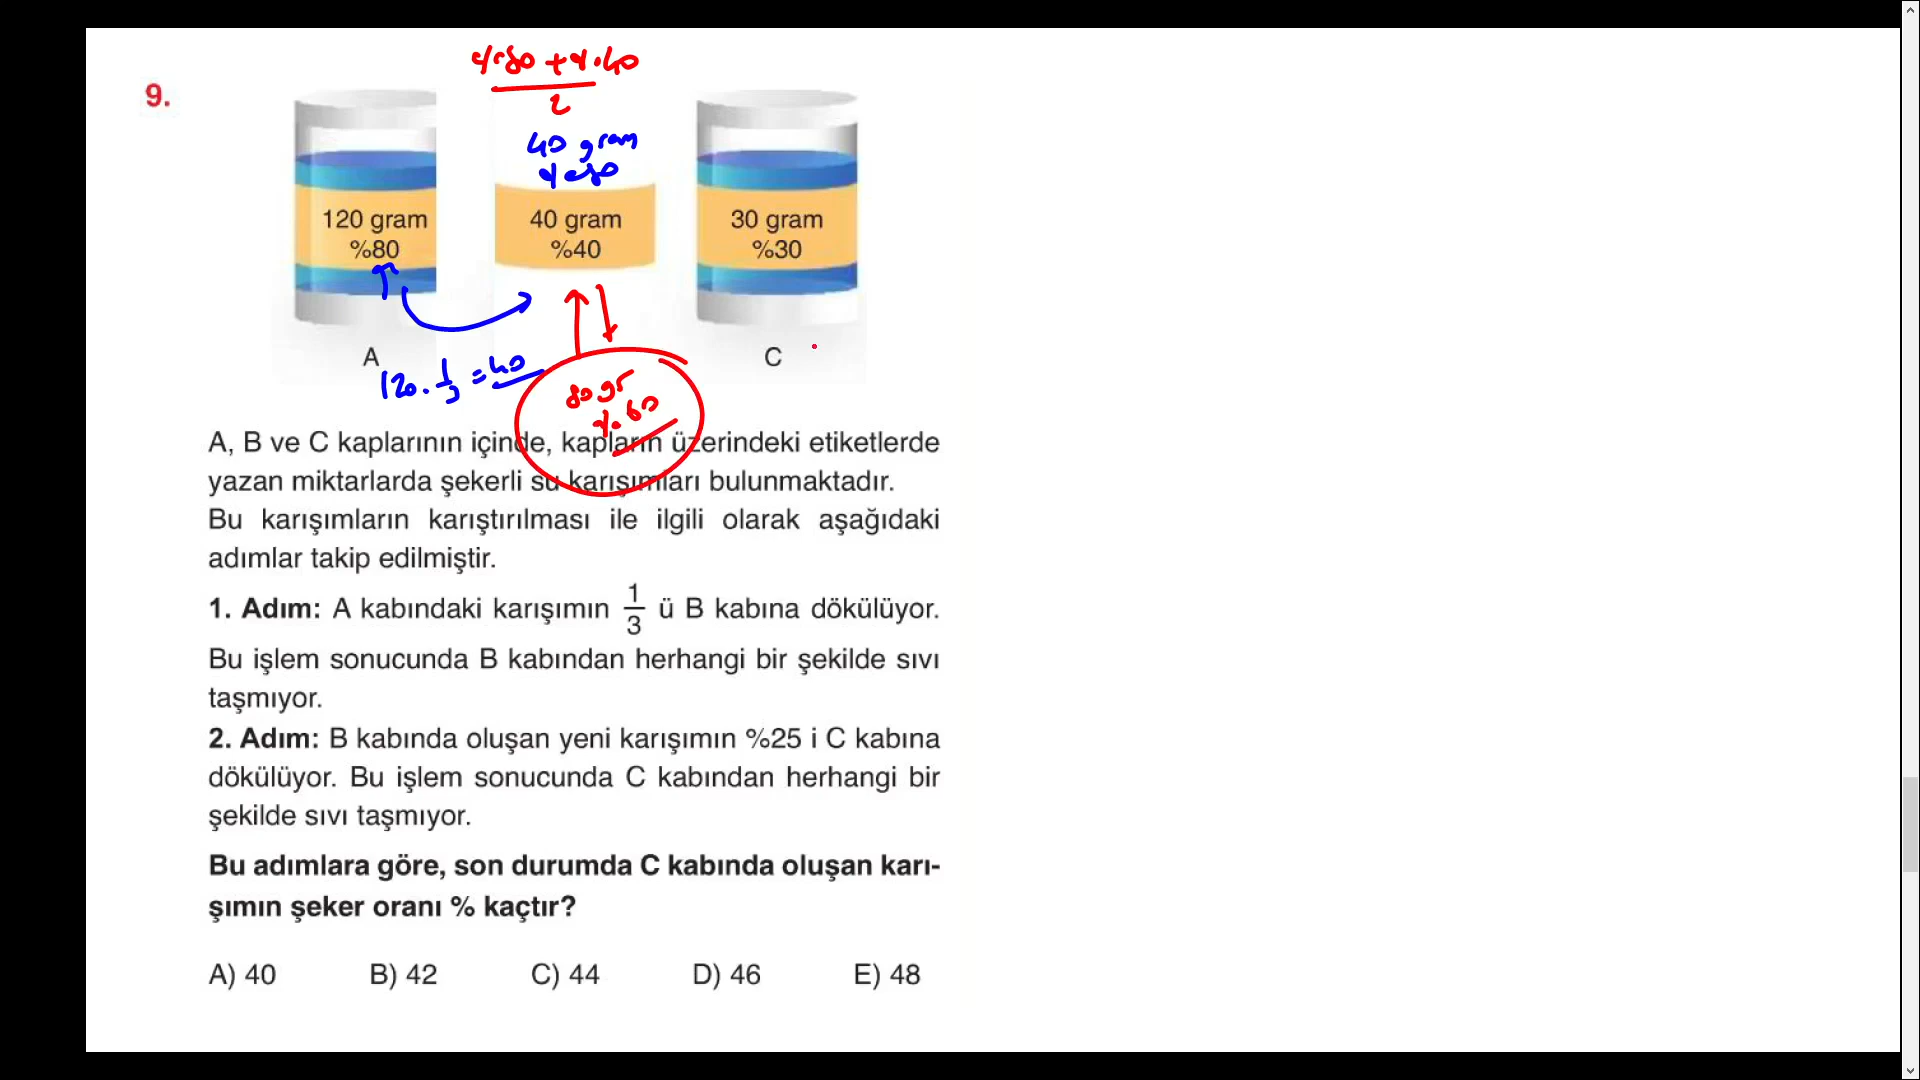 %80 + %40
2
9.
40 gram
%80
120 gram
%80
40 gram
%40
30 gram
%30
A
C
120 · 1/3 = 40
80 gr
%60
A, B ve C kaplarının içinde, kapların üzerindeki etiketlerde
yazan miktarlarda şekerli su karışımları bulunmaktadır.
Bu karışımların karıştırılması ile ilgili olarak aşağıdaki
adımlar takip edilmiştir.
1. Adım: A kabındaki karışımın 1/3 ü B kabına dökülüyor.
Bu işlem sonucunda B kabından herhangi bir şekilde sıvı
taşmıyor.
2. Adım: B kabında oluşan yeni karışımın %25 i C kabına
dökülüyor. Bu işlem sonucunda C kabından herhangi bir
şekilde sıvı taşmıyor.
Bu adımlara göre, son durumda C kabında oluşan karı-
şımın şeker oranı % kaçtır?
A) 40 B) 42 C) 44 D) 46 E) 48